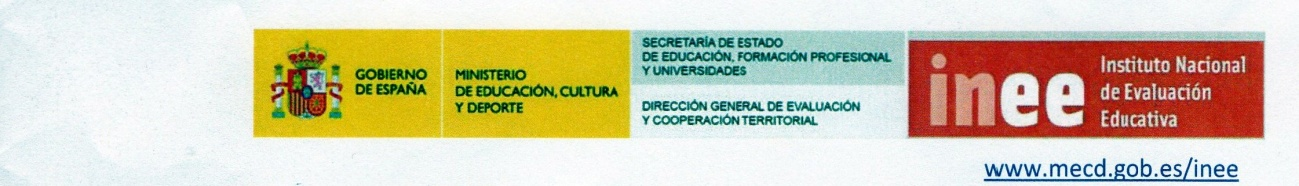 GOBIERNO
DE ESPAÑA
MINISTERIO
DE EDUCACIÓN, CULTURA
Y DEPORTE
SECRETARÍA DE ESTADO
DE EDUCACIÓN, FORMACIÓN PROFESIONAL
Y UNIVERSIDADES
DIRECCIÓN GENERAL DE EVALUACIÓN
Y COOPERACIÓN TERRITORIAL
inee
Instituto Nacional
de Evaluación
Educativa
www.mecd.gob.es/inee